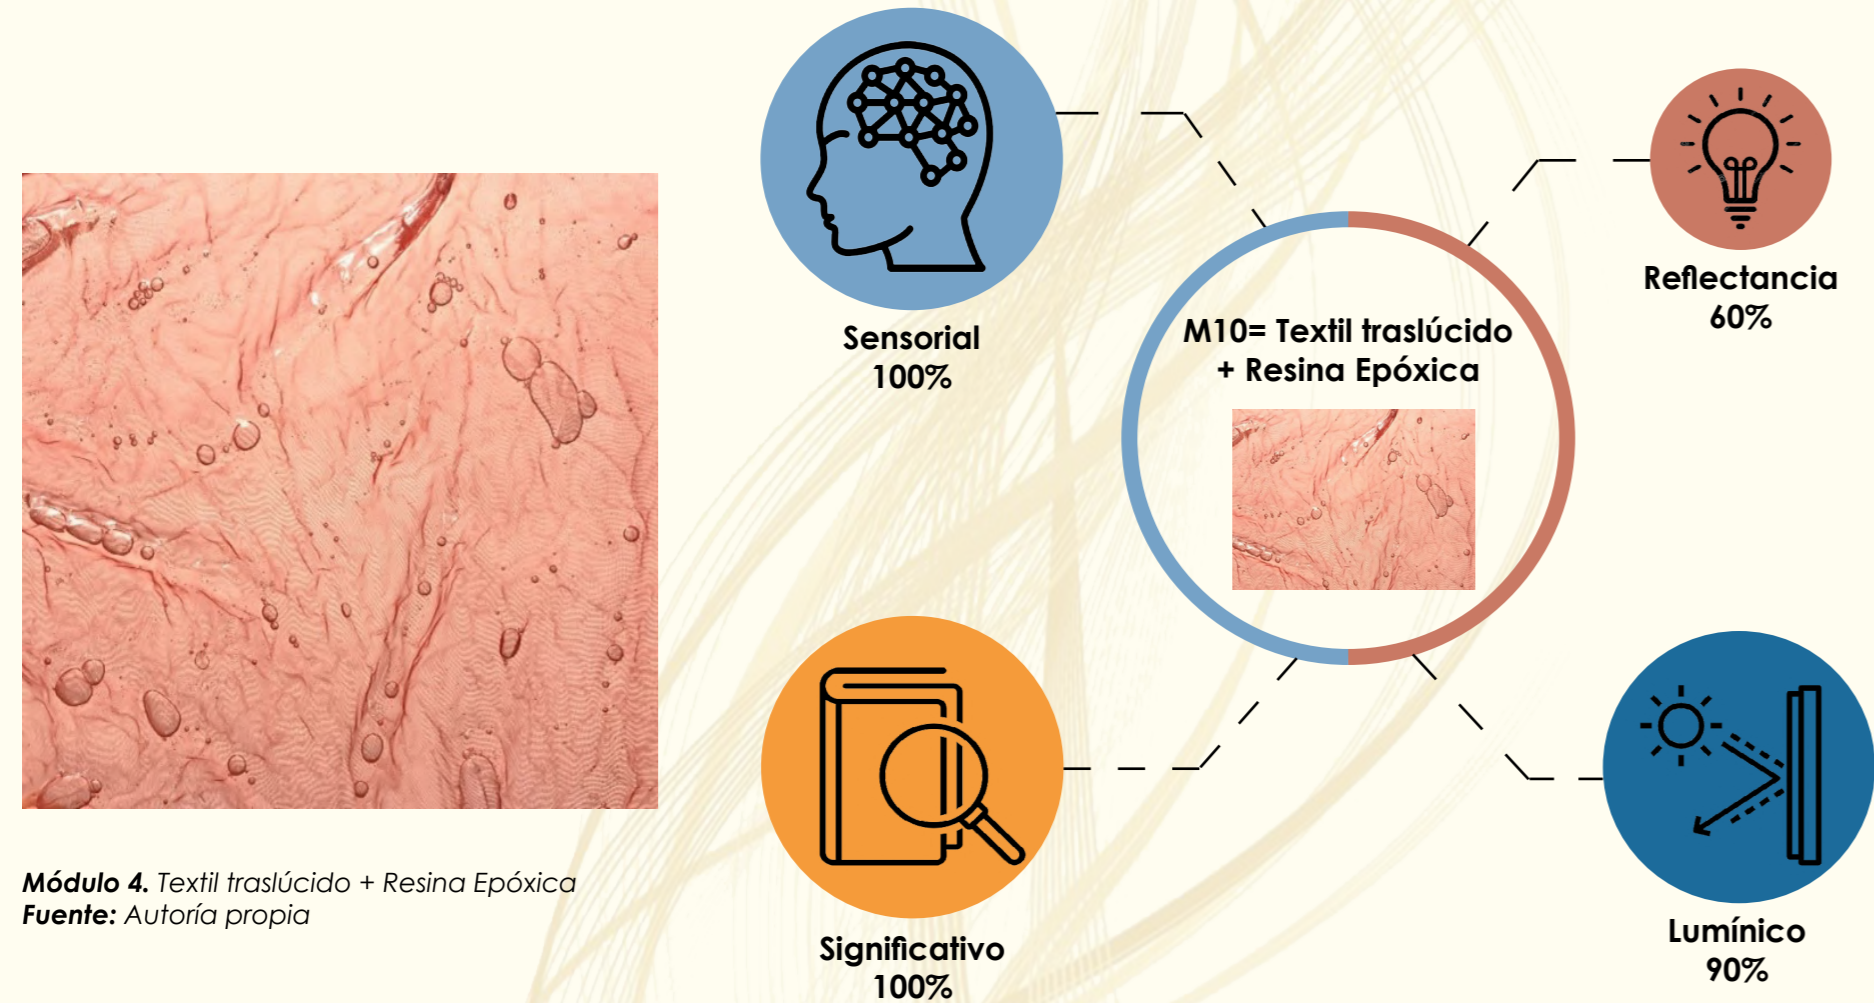 Sensorial
100%
Reflectancia
60%
M10= Textil traslúcido
+ Resina Epóxica
Módulo 4. Textil traslúcido + Resina Epóxica
Fuente: Autoría propia
Significativo
100%
Lumínico
90%